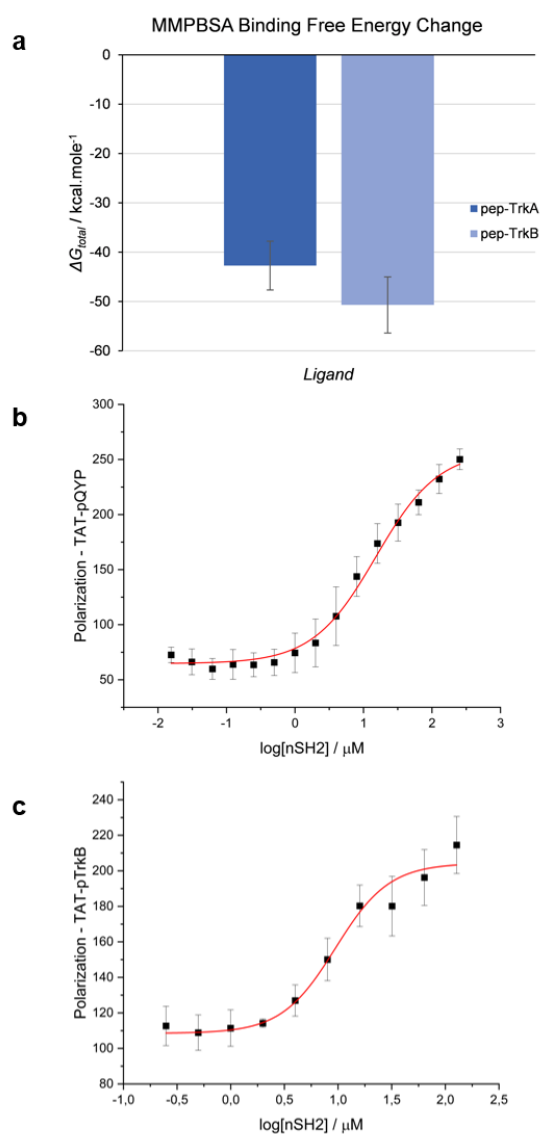 a
MMPBSA Binding Free Energy Change
0
-10
-20
-30
-40
-50
-60
ΔG_total / kcal.mole⁻¹
pep-TrkA
pep-TrkB
Ligand
b
300
250
200
150
100
50
Polarization - TAT-pQYP
-2 -1 0 1 2 3
log[nSH2] / μM
c
240
220
200
180
160
140
120
100
80
Polarization - TAT-pTrkB
-1,0 -0,5 0,0 0,5 1,0 1,5 2,0 2,5
log[nSH2] / μM